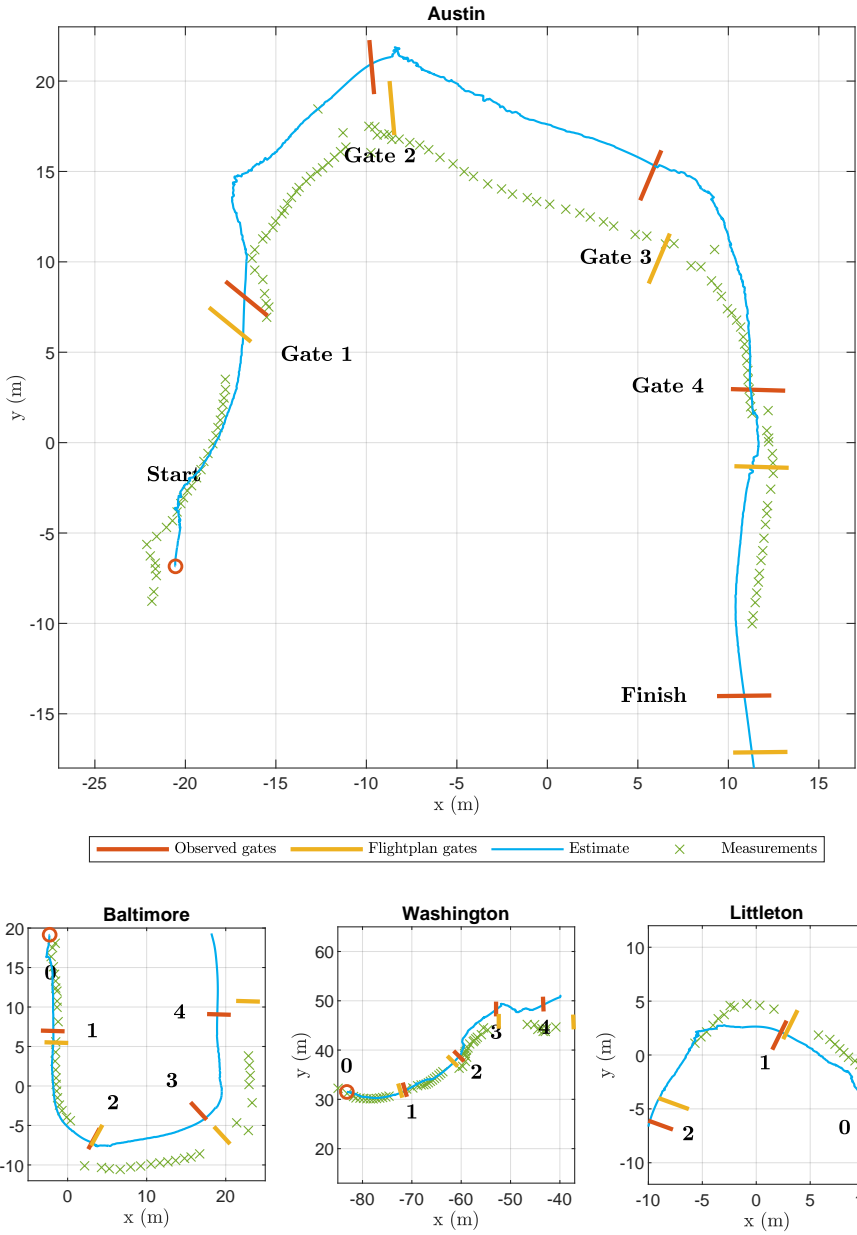 Austin
20
15
10
5
0
-5
-10
-15
y (m)
Gate 2
Gate 3
Gate 1
Gate 4
Start
Finish
-25 -20 -15 -10 -5 0 5 10 15
x (m)
Observed gates Flightplan gates Estimate Measurements
Baltimore
20
15
10
5
0
-5
-10
0
1
4
3
2
0 20
x (m)
Washington
60
50
40
30
20
y (m)
0
1
2
3
4
-80 -70 -60 -50 -40
x (m)
Littleton
10
5
0
-5
-10
y (m)
1
2
0
-10 -5 0 5
x (m)